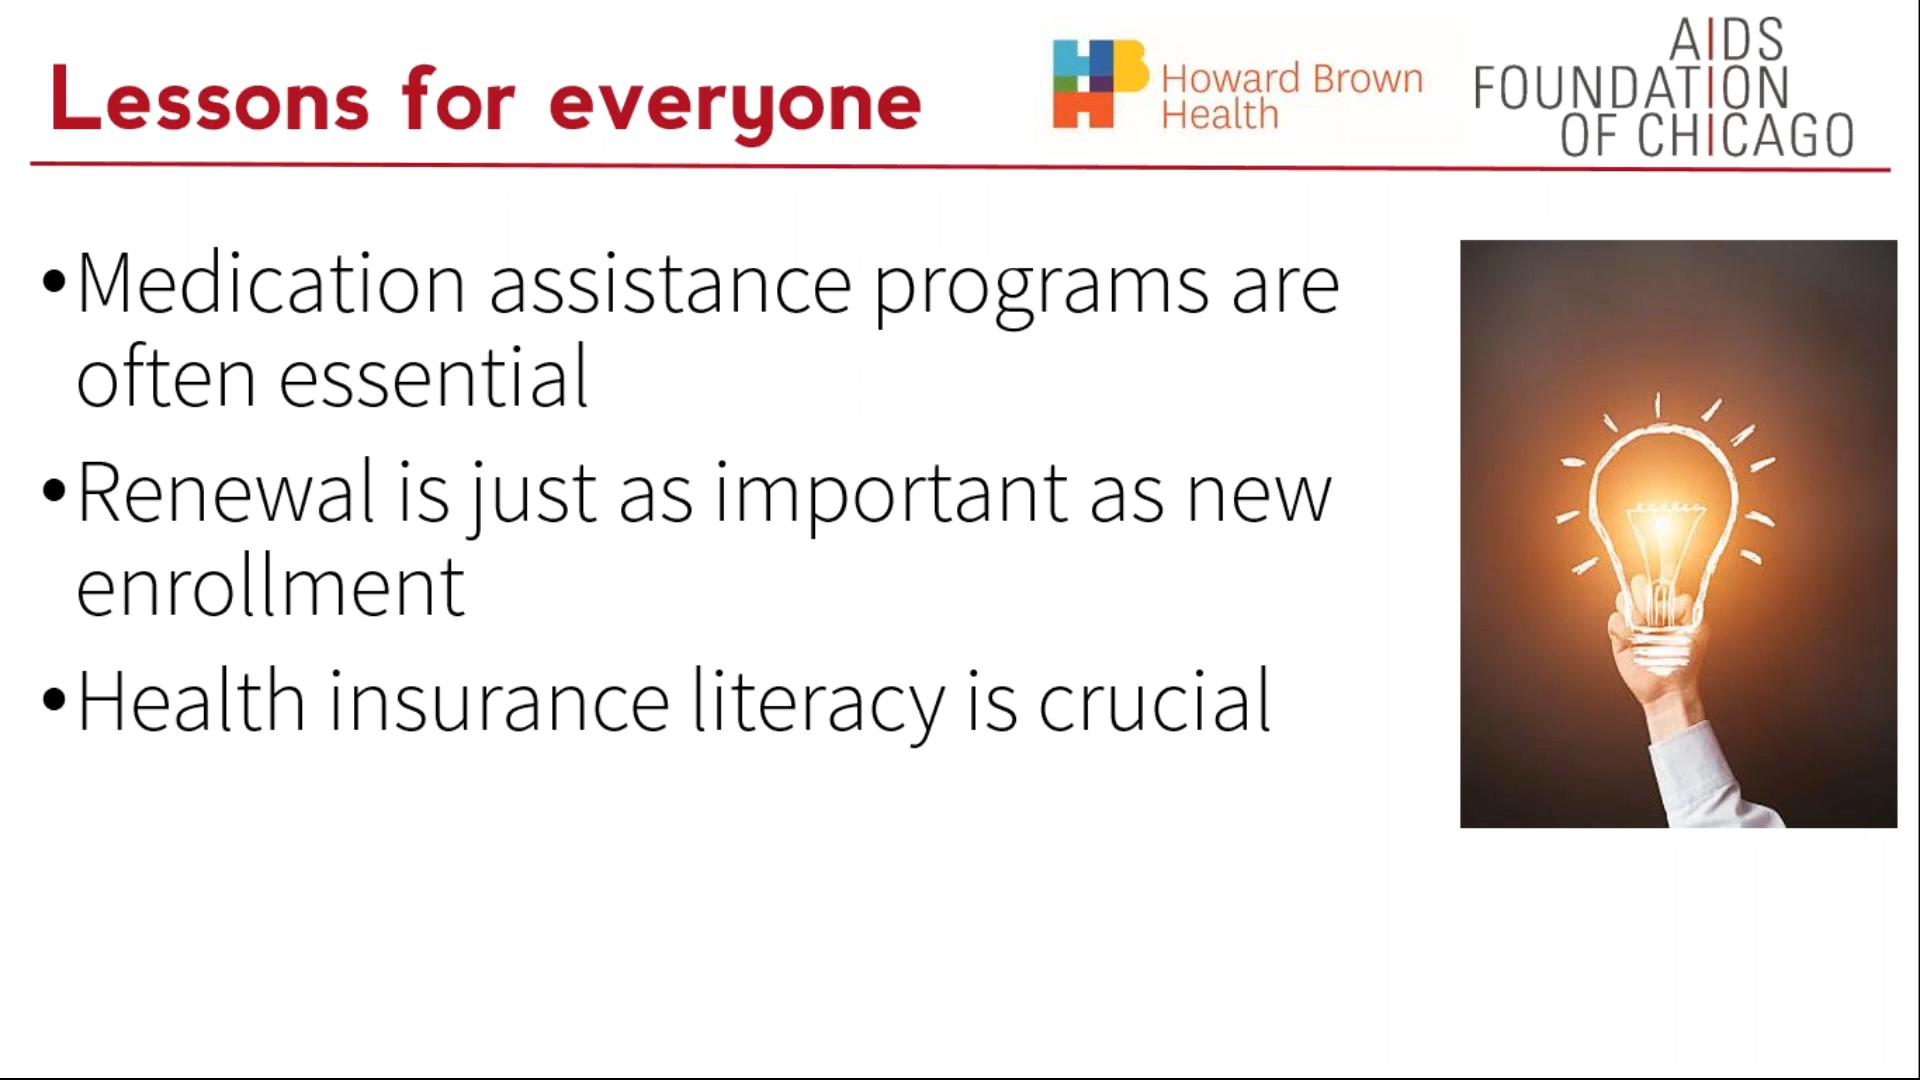 Lessons for everyone
Howard Brown
Health
AIDS
FOUNDATION
OF CHICAGO
•Medication assistance programs are
often essential
•Renewal is just as important as new
enrollment
•Health insurance literacy is crucial